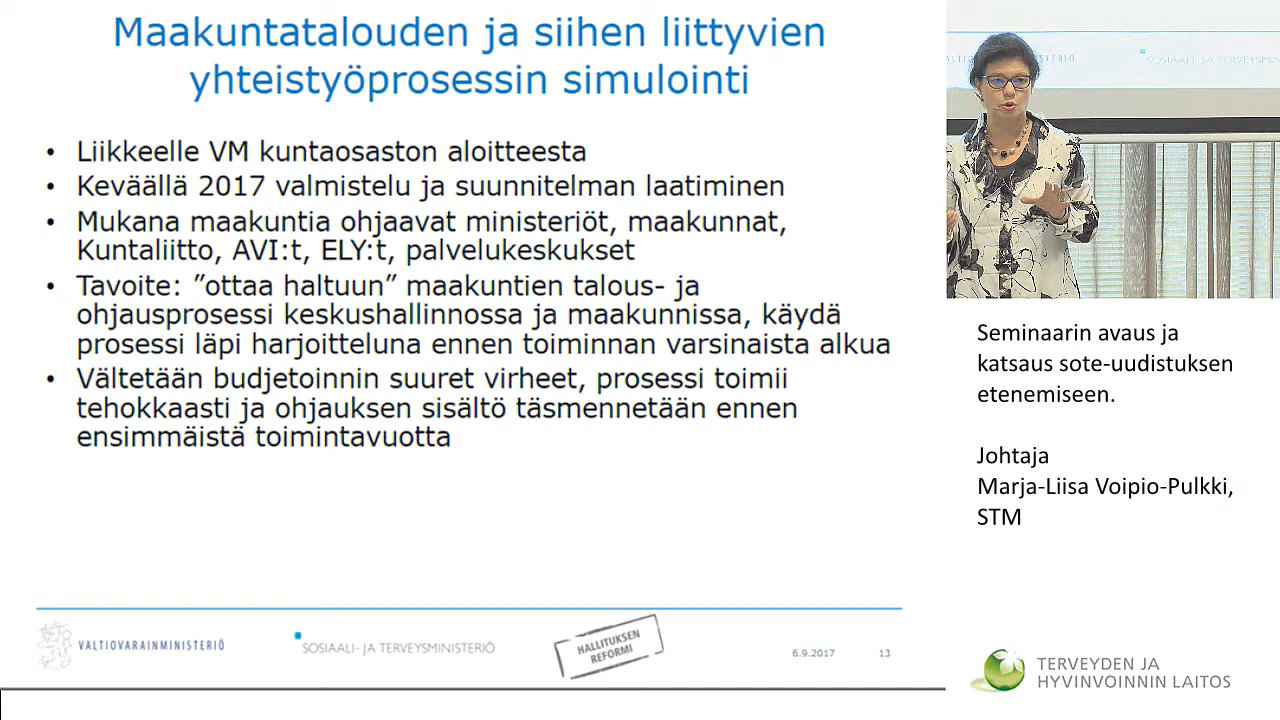 Maakuntatalouden ja siihen liittyvien
yhteistyöprosessin simulointi
• Liikkeelle VM kuntaosaston aloitteesta
• Keväällä 2017 valmistelu ja suunnitelman laatiminen
• Mukana maakuntia ohjaavat ministeriöt, maakunnat,
Kuntaliitto, AVI:t, ELY:t, palvelukeskukset
• Tavoite: ”ottaa haltuun” maakuntien talous- ja
ohjausprosessi keskushallinnossa ja maakunnissa, käydä
prosessi läpi harjoitteluna ennen toiminnan varsinaista alkua
• Vältetään budjetoinnin suuret virheet, prosessi toimii
tehokkaasti ja ohjauksen sisältö täsmennetään ennen
ensimmäistä toimintavuotta
VALTIOVARAINMINISTERIÖ
SOSIAALI- JA TERVEYSMINISTERIÖ
HALLITUKSEN
REFORMI
6.9.2017
13
SOSIAALI- JA TERVEYSMINIS
Seminaarin avaus ja
katsaus sote-uudistuksen
etenemiseen.
Johtaja
Marja-Liisa Voipio-Pulkki,
STM
TERVEYDEN JA
HYVINVOINNIN LAITOS